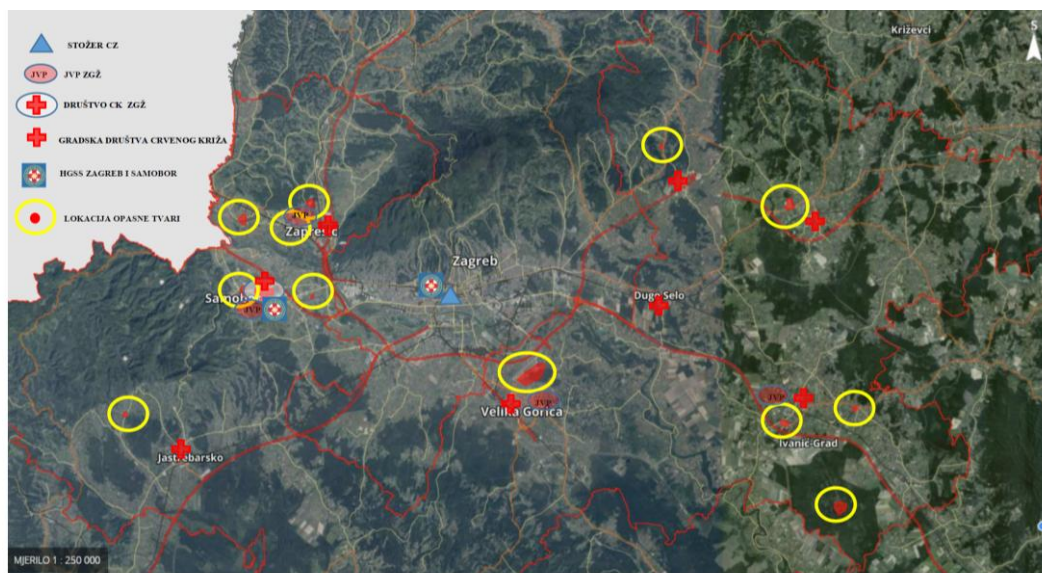 STOŽER CZ
JVP JVP ZGŽ
DRUŠTVO CK ZGŽ
GRADSKA DRUŠTVA CRVENOG KRIŽA
HGSS ZAGREB I SAMOBOR
LOKACIJA OPASNE TVARI
Križevci
S
JVP
Zaprešić
Zagreb
Samobor
JVP
Dugo Selo
JVP
Velika Gorica
JVP
Ivanić-Grad
Jastrebarsko
MJERILO 1 : 250 000